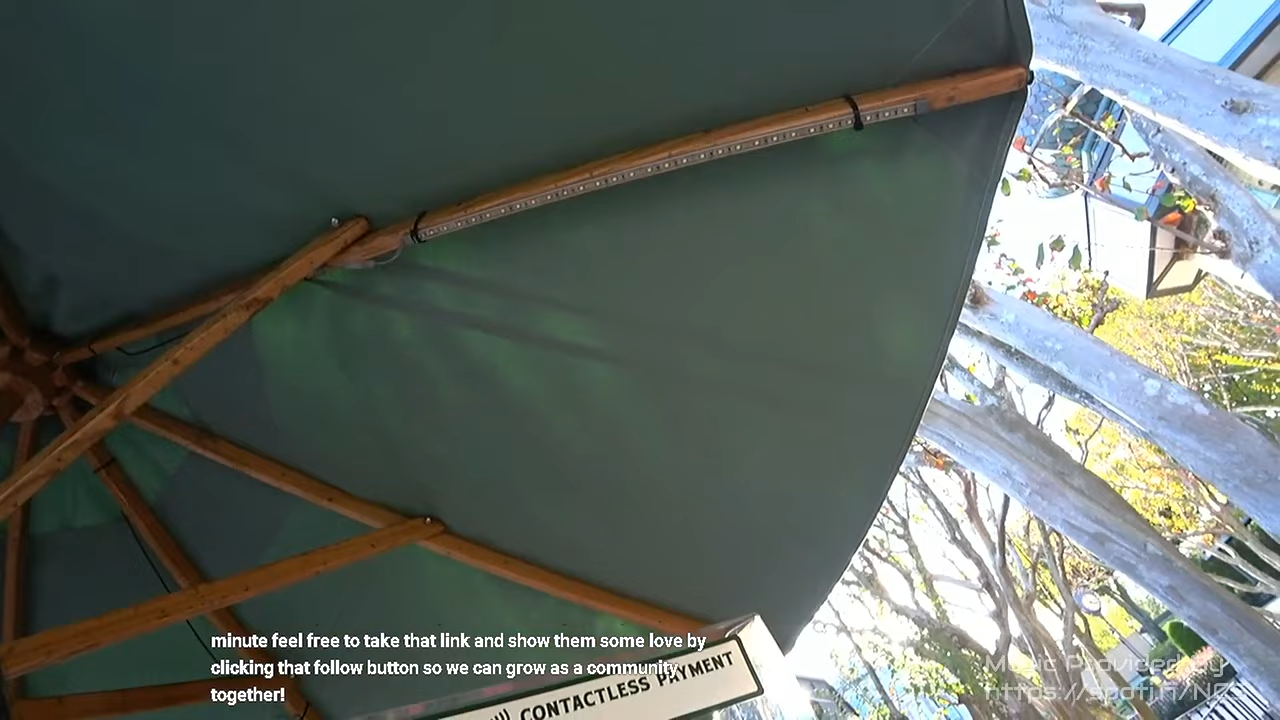 minute feel free to take that link and show them some love by
clicking that follow button so we can grow as a community
together!
CONTACTLESS PAYMENT
Music Provided by
https://spoti.fi/NCS